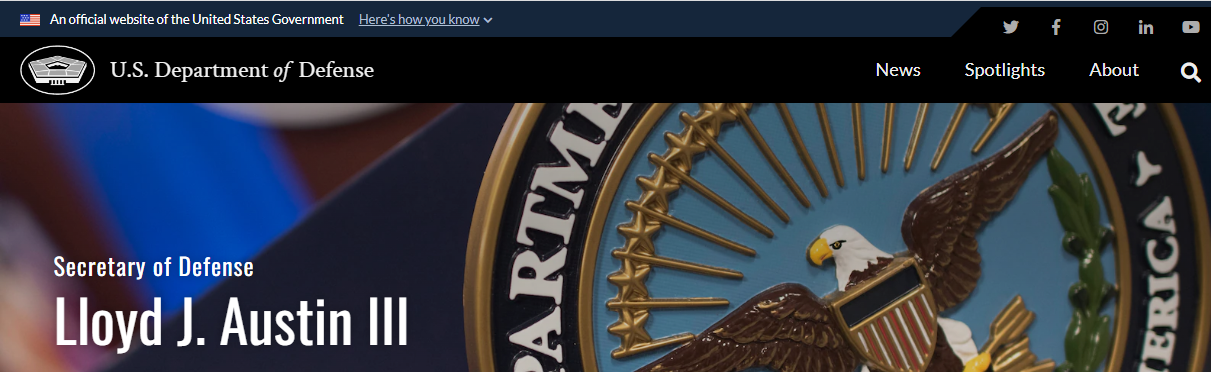 An official website of the United States Government Here's how you know
U.S. Department of Defense
News Spotlights About
Secretary of Defense
Lloyd J. Austin III
PARTME
ERICA